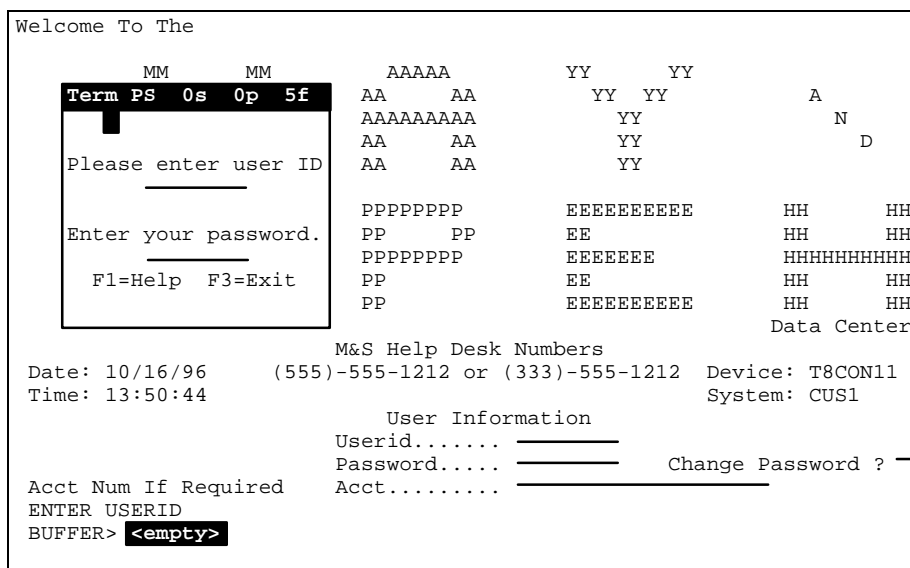 Welcome To The
MM MM AAAAA YY YY
Term PS 0s 0p 5f AA AA YY YY A
AAAAAAAAA YY N
AA AA YY D
Please enter user ID AA AA YY
PPPPPPPP EEEEEEEEEE HH HH
Enter your password. PP PP EE HH HH
PPPPPPPP EEEEEEE HHHHHHHHHH
F1=Help F3=Exit PP EE HH HH
PP EEEEEEEEEE HH HH
Data Center
M&S Help Desk Numbers
Date: 10/16/96 (555)-555-1212 or (333)-555-1212 Device: T8CON11
Time: 13:50:44 System: CUS1
User Information
Userid.......
Password..... Change Password ?
Acct Num If Required Acct.........
ENTER USERID
BUFFER> <empty>